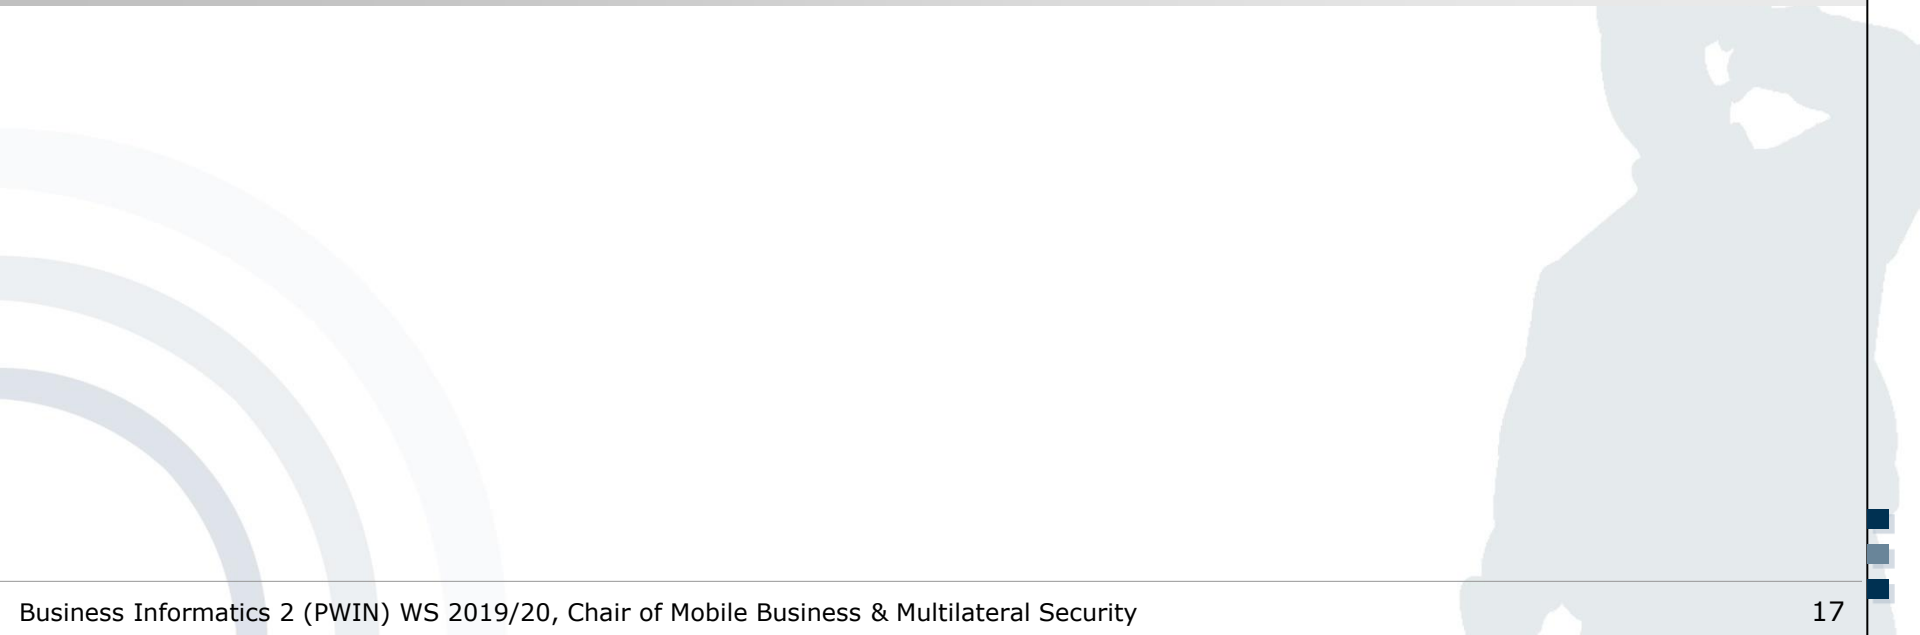 Business Informatics 2 (PWIN) WS 2019/20, Chair of Mobile Business & Multilateral Security
17